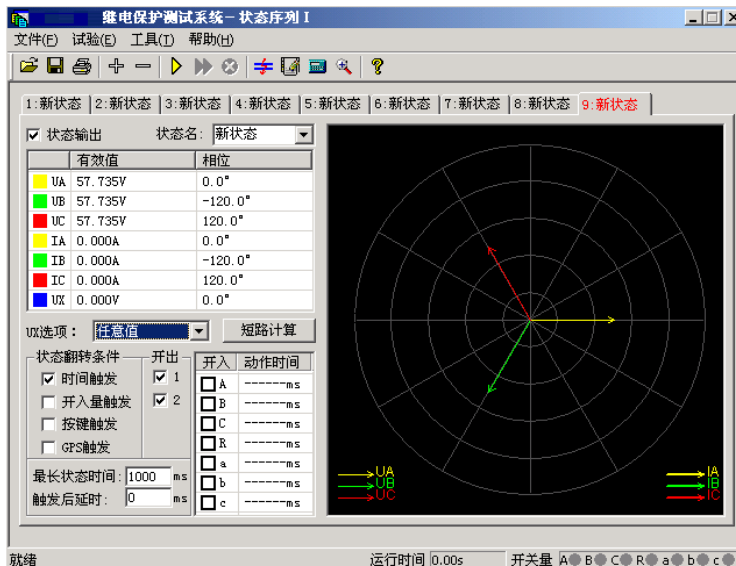 继电保护测试系统-状态序列 I
文件(F) 试验(E) 工具(T) 帮助(H)
1:新状态 2:新状态 3:新状态 4:新状态 5:新状态 6:新状态 7:新状态 8:新状态 9:新状态
状态输出 状态名: 新状态
有效值 相位
UA 57.735V 0.0°
UB 57.735V -120.0°
UC 57.735V 120.0°
IA 0.000A 0.0°
IB 0.000A -120.0°
IC 0.000A 120.0°
UX 0.000V 0.0°
UX选项: 任意值 短路计算
状态翻转条件 开出 开入 动作时间
时间触发 1 A ------ms
开入量触发 2 B ------ms
按键触发 C ------ms
GPS触发 R ------ms
a ------ms
最长状态时间: 1000 ms b ------ms
触发后延时: 0 ms c ------ms
UA IA
UB IB
UC IC
就绪 运行时间 0.00s 开关量 A B C R a b c